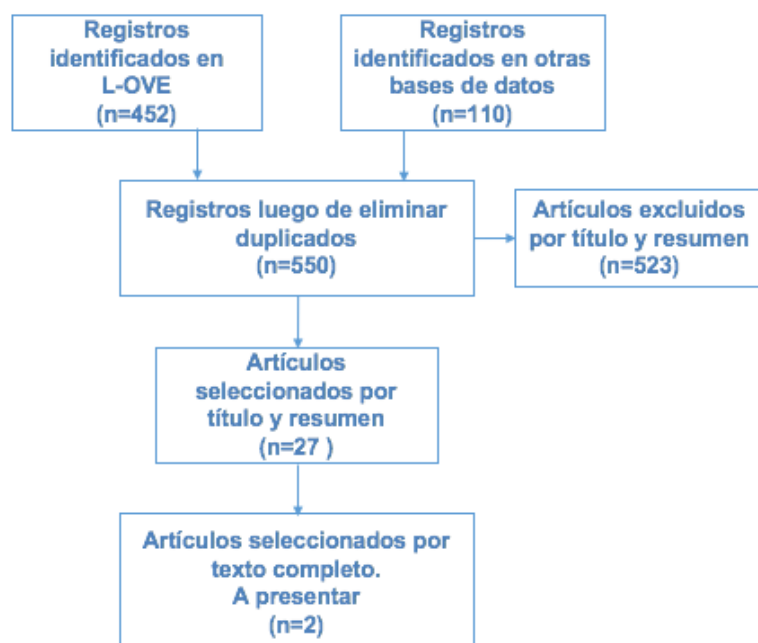 Registros
identificados en
L-OVE
(n=452)
Registros
identificados en otras
bases de datos
(n=110)
Registros luego de eliminar
duplicados
(n=550)
Artículos excluidos
por título y resumen
(n=523)
Artículos
seleccionados por
título y resumen
(n=27 )
Artículos seleccionados por
texto completo.
A presentar
(n=2)